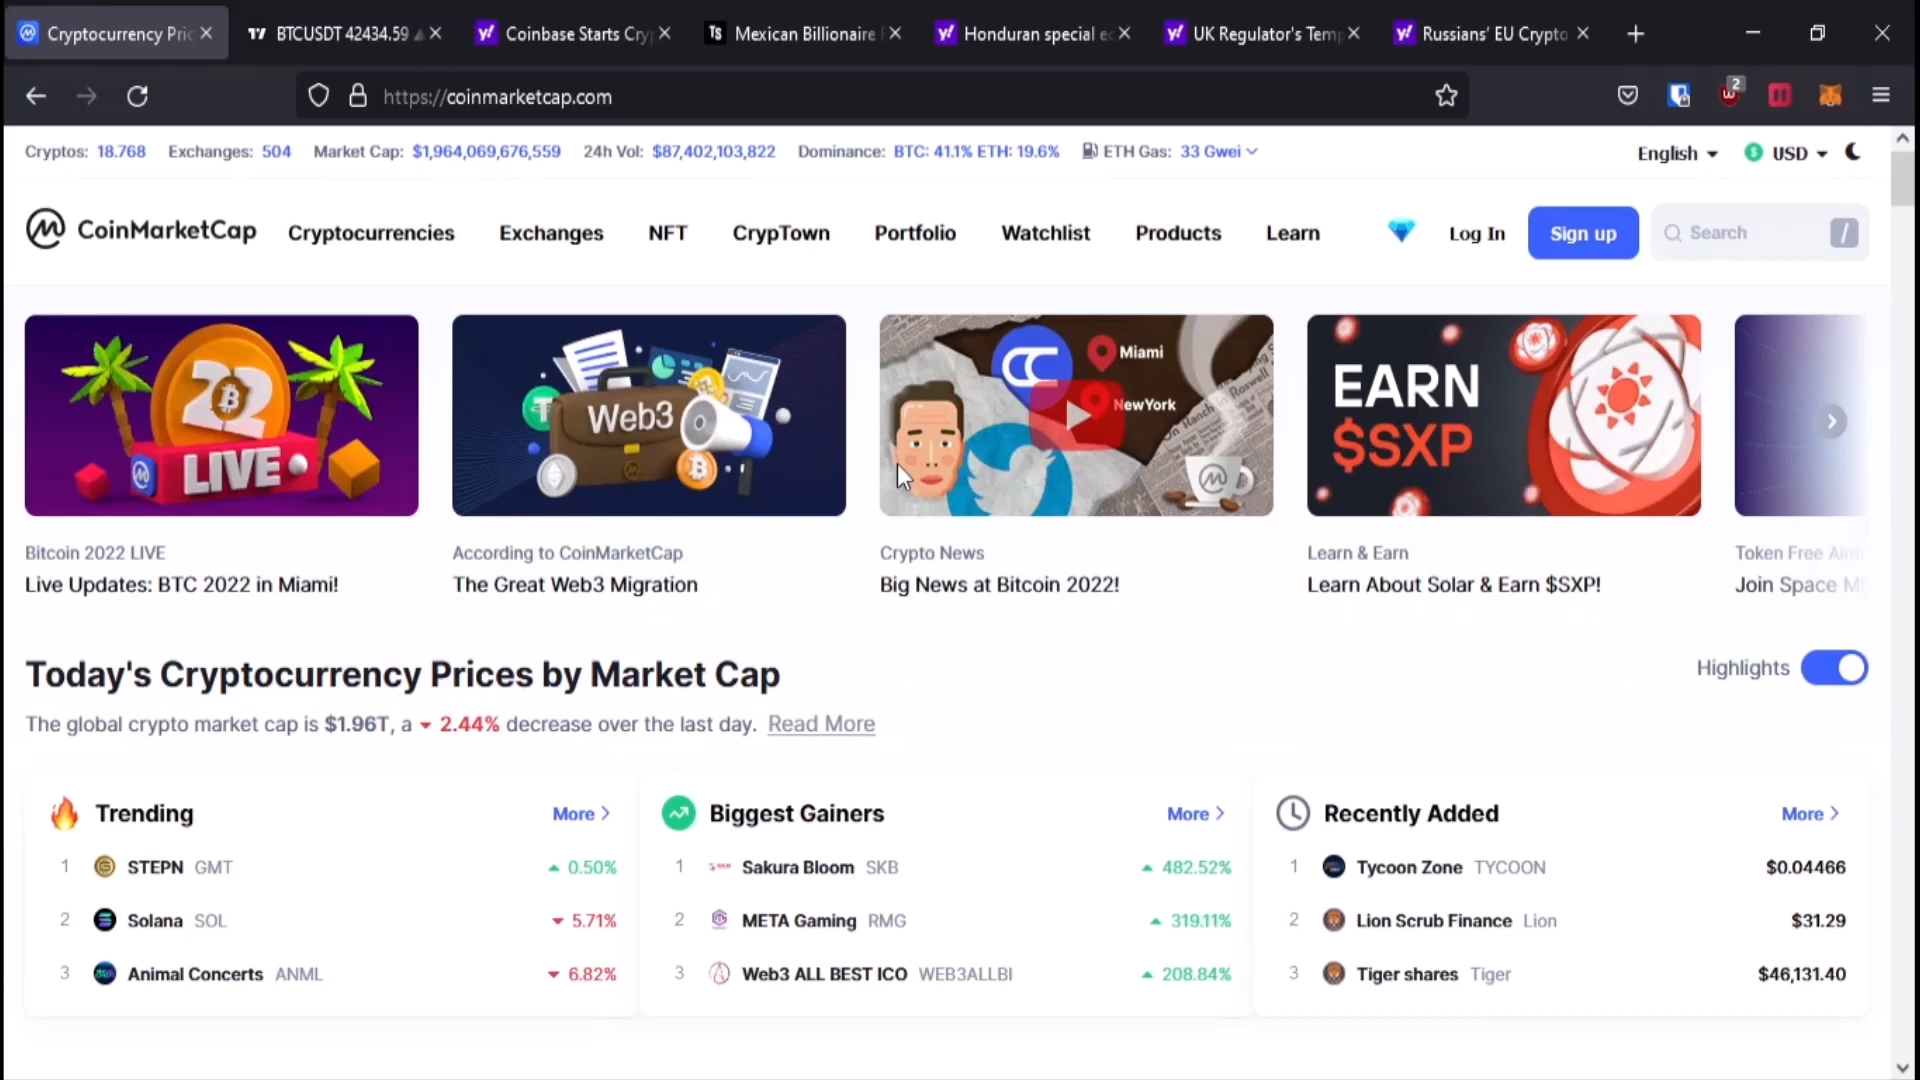 Cryptocurrency Pric
BTCUSDT 42434.59
Coinbase Starts Cryp
Mexican Billionaire
Honduran special ec
UK Regulator's Temp
Russians' EU Crypto
https://coinmarketcap.com
2
Cryptos: 18.768 Exchanges: 504 Market Cap: $1,964,069,676,559 24h Vol: $87,402,103,822 Dominance: BTC: 41.1% ETH: 19.6% ETH Gas: 33 Gwei
English USD
CoinMarketCap Cryptocurrencies Exchanges NFT CrypTown Portfolio Watchlist Products Learn Log In Sign up Search /
22
LIVE
Web3
Miami
NewYork
On Ranch in Roswell
EARN
$SXP
Bitcoin 2022 LIVE
Live Updates: BTC 2022 in Miami!
According to CoinMarketCap
The Great Web3 Migration
Crypto News
Big News at Bitcoin 2022!
Learn & Earn
Learn About Solar & Earn $SXP!
Token Free Air
Join Space M
Today's Cryptocurrency Prices by Market Cap
Highlights
The global crypto market cap is $1.96T, a 2.44% decrease over the last day. Read More
Trending More
1 STEPN GMT 0.50%
2 Solana SOL 5.71%
3 Animal Concerts ANML 6.82%
Biggest Gainers More
1 Sakura Bloom SKB 482.52%
2 META Gaming RMG 319.11%
3 Web3 ALL BEST ICO WEB3ALLBI 208.84%
Recently Added More
1 Tycoon Zone TYCOON $0.04466
2 Lion Scrub Finance Lion $31.29
3 Tiger shares Tiger $46,131.40